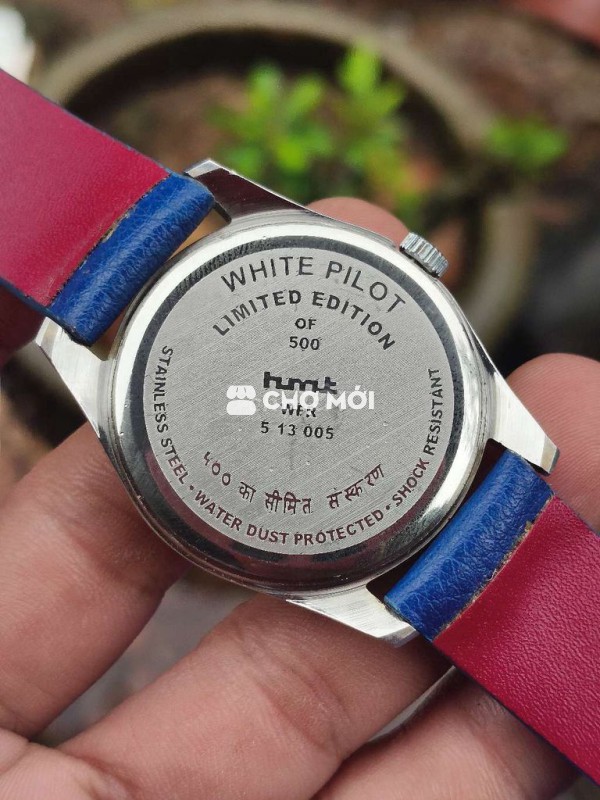 WHITE PILOT
LIMITED EDITION
OF
500
hmt
CHỢ MỚI
WFR
5 13 005
५०० का सीमित संस्करण
STAINLESS STEEL • WATER DUST PROTECTED • SHOCK RESISTANT